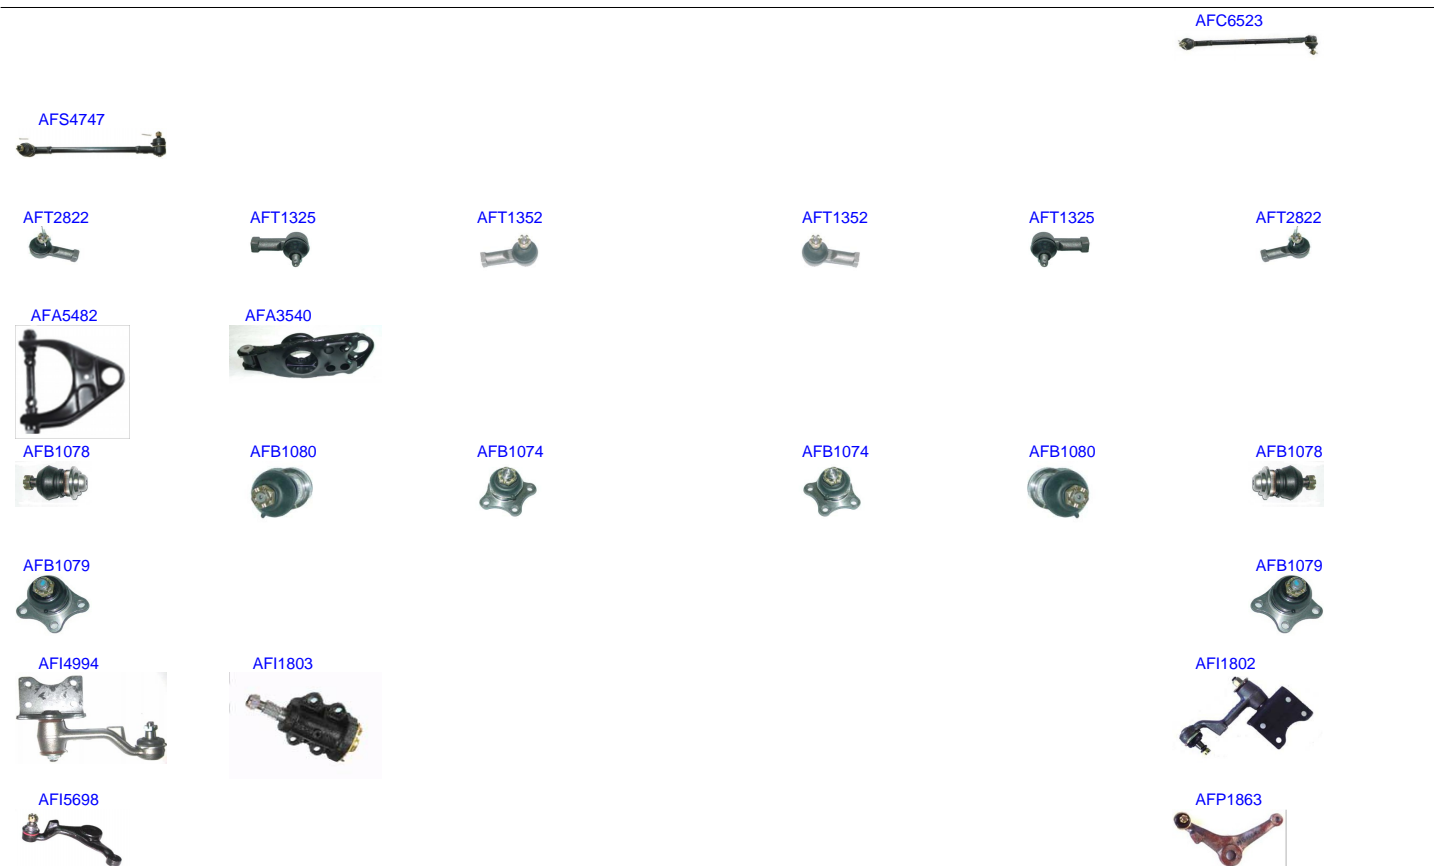 AFC6523
AFS4747
AFT2822 AFT1325 AFT1352 AFT1352 AFT1325 AFT2822
AFA5482 AFA3540
AFB1078 AFB1080 AFB1074 AFB1074 AFB1080 AFB1078
AFB1079 AFB1079
AFI4994 AFI1803 AFI1802
AFI5698 AFP1863